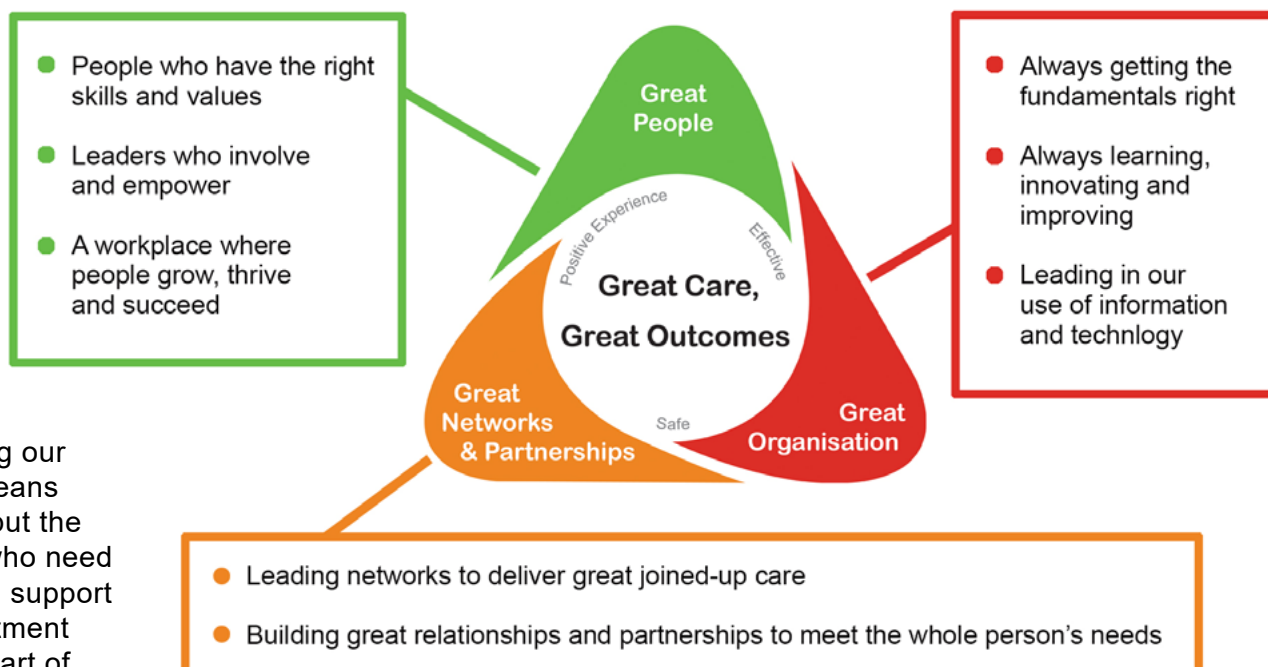 People who have the right
skills and values
Leaders who involve
and empower
A workplace where
people grow, thrive
and succeed
Great
People
Always getting the
fundamentals right
Always learning,
innovating and
improving
Leading in our
use of information
and technlogy
Positive Experience
Effective
Safe
Great Care,
Great Outcomes
Great
Networks
& Partnerships
Great
Organisation
g our
eans
out the
who need
support
tment
art of
Leading networks to deliver great joined-up care
Building great relationships and partnerships to meet the whole person's needs